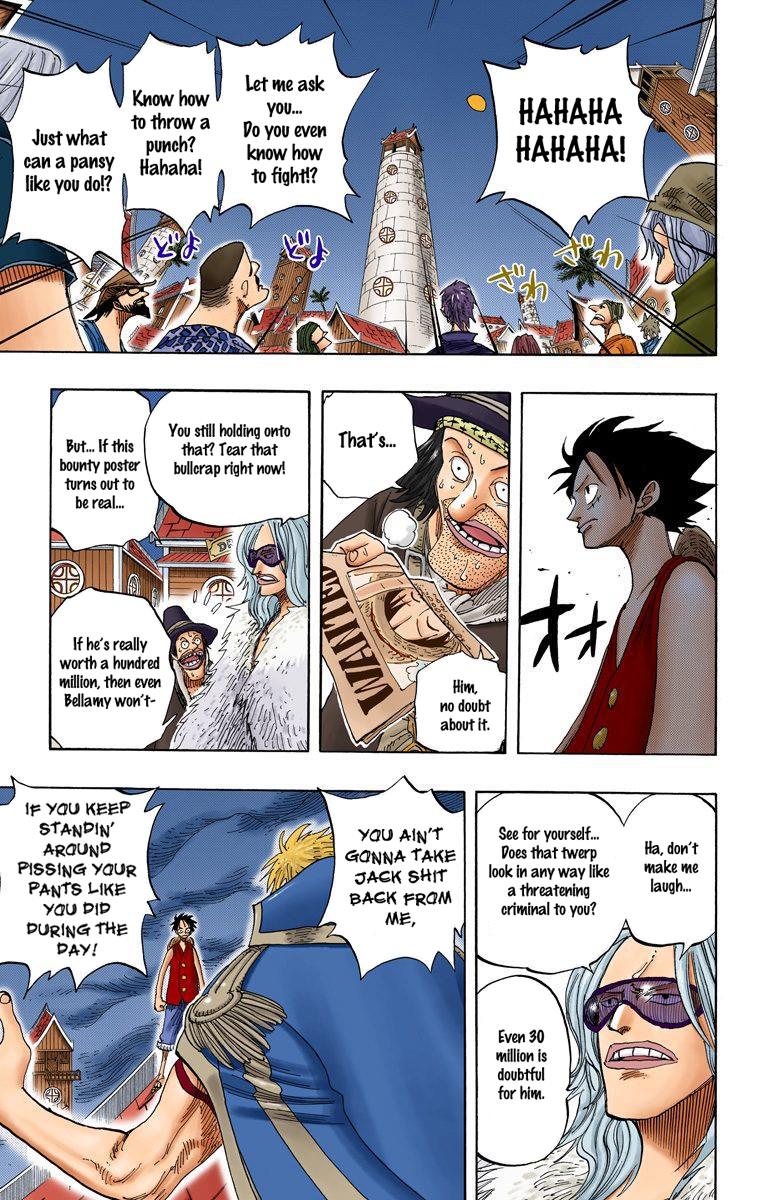 HAHAHA
HAHAHA!
Let me ask
you...
Do you even
know how
to fight!?
Know how
to throw a
punch?
Hahaha!
Just what
can a pansy
like you do!?
ざわ
ざわ
どよ
どよ
オオ
That's...
WANTED
Him,
no doubt
about it.
You still holding onto
that? Tear that
bullcrap right now!
But... If this
bounty poster
turns out to
be real...
If he's really
worth a hundred
million, then even
Bellamy won't-
Ha, don't
make me
laugh...
See for yourself...
Does that twerp
look in any way like
a threatening
criminal to you?
Even 30
million is
doubtful
for him.
YOU AIN'T
GONNA TAKE
JACK SHIT
BACK FROM
ME,
IF YOU KEEP
STANDIN'
AROUND
PISSING YOUR
PANTS LIKE
YOU DID
DURING THE
DAY!